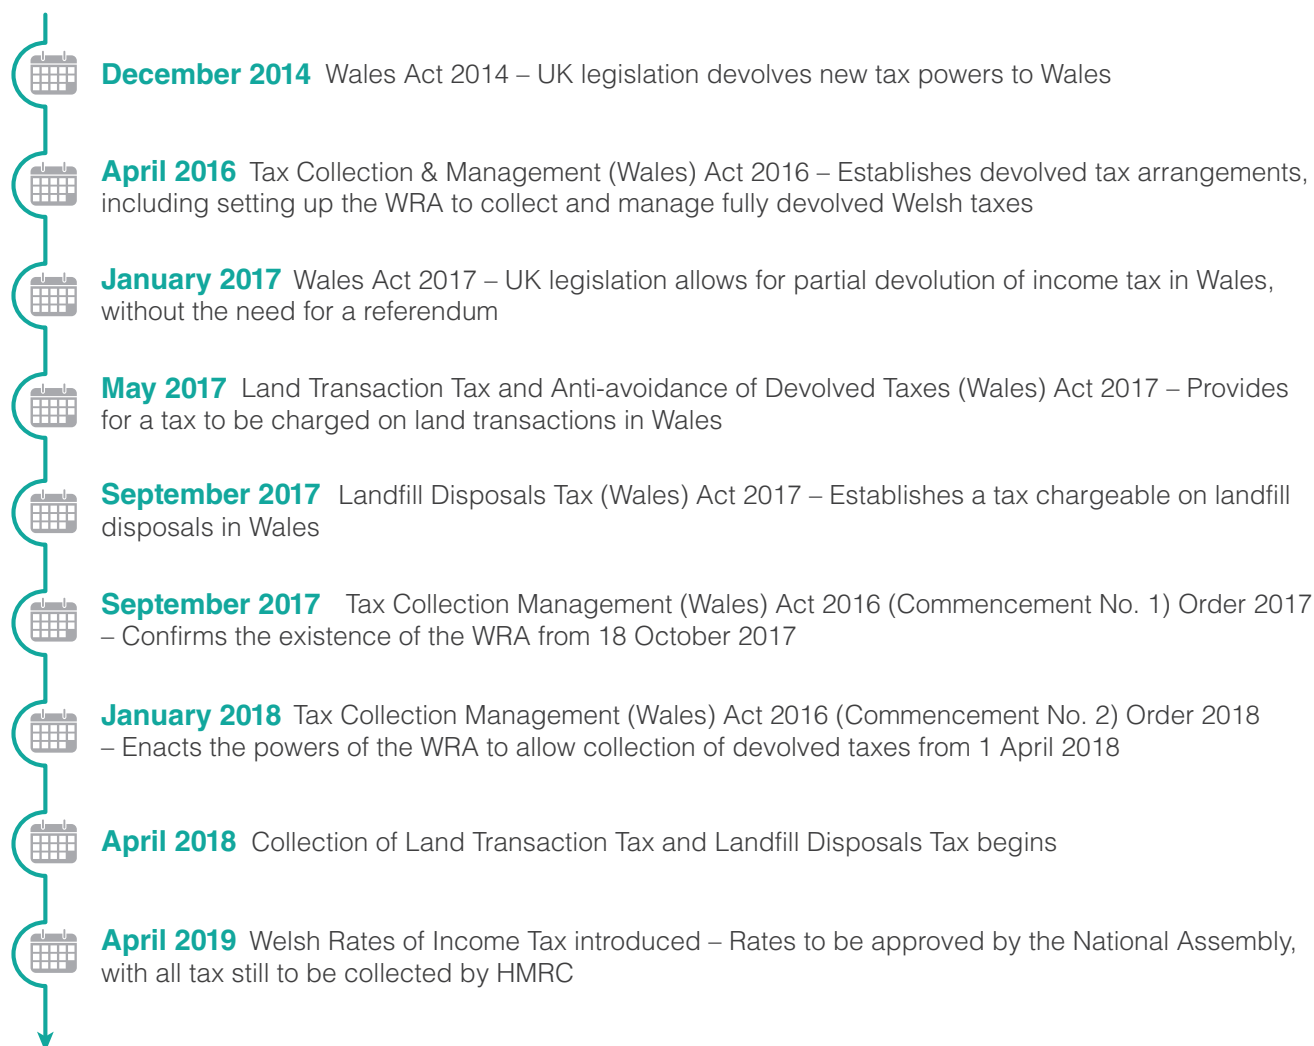 December 2014 Wales Act 2014 – UK legislation devolves new tax powers to Wales
April 2016 Tax Collection & Management (Wales) Act 2016 – Establishes devolved tax arrangements,
including setting up the WRA to collect and manage fully devolved Welsh taxes
January 2017 Wales Act 2017 – UK legislation allows for partial devolution of income tax in Wales,
without the need for a referendum
May 2017 Land Transaction Tax and Anti-avoidance of Devolved Taxes (Wales) Act 2017 – Provides
for a tax to be charged on land transactions in Wales
September 2017 Landfill Disposals Tax (Wales) Act 2017 – Establishes a tax chargeable on landfill
disposals in Wales
September 2017 Tax Collection Management (Wales) Act 2016 (Commencement No. 1) Order 2017
– Confirms the existence of the WRA from 18 October 2017
January 2018 Tax Collection Management (Wales) Act 2016 (Commencement No. 2) Order 2018
– Enacts the powers of the WRA to allow collection of devolved taxes from 1 April 2018
April 2018 Collection of Land Transaction Tax and Landfill Disposals Tax begins
April 2019 Welsh Rates of Income Tax introduced – Rates to be approved by the National Assembly,
with all tax still to be collected by HMRC